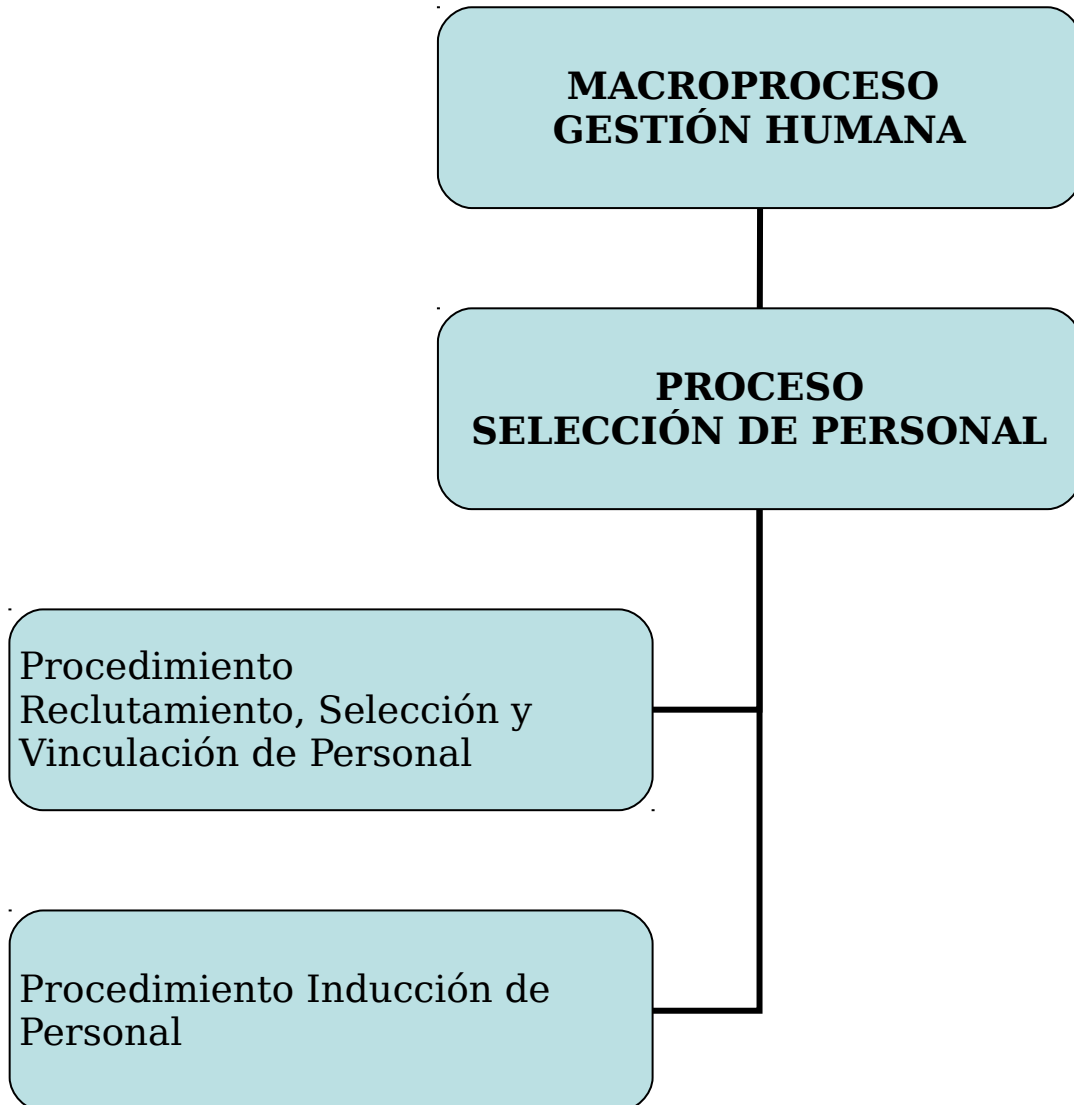 MACROPROCESO
GESTIÓN HUMANA
PROCESO
SELECCIÓN DE PERSONAL
Procedimiento
Reclutamiento, Selección y
Vinculación de Personal
Procedimiento Inducción de
Personal